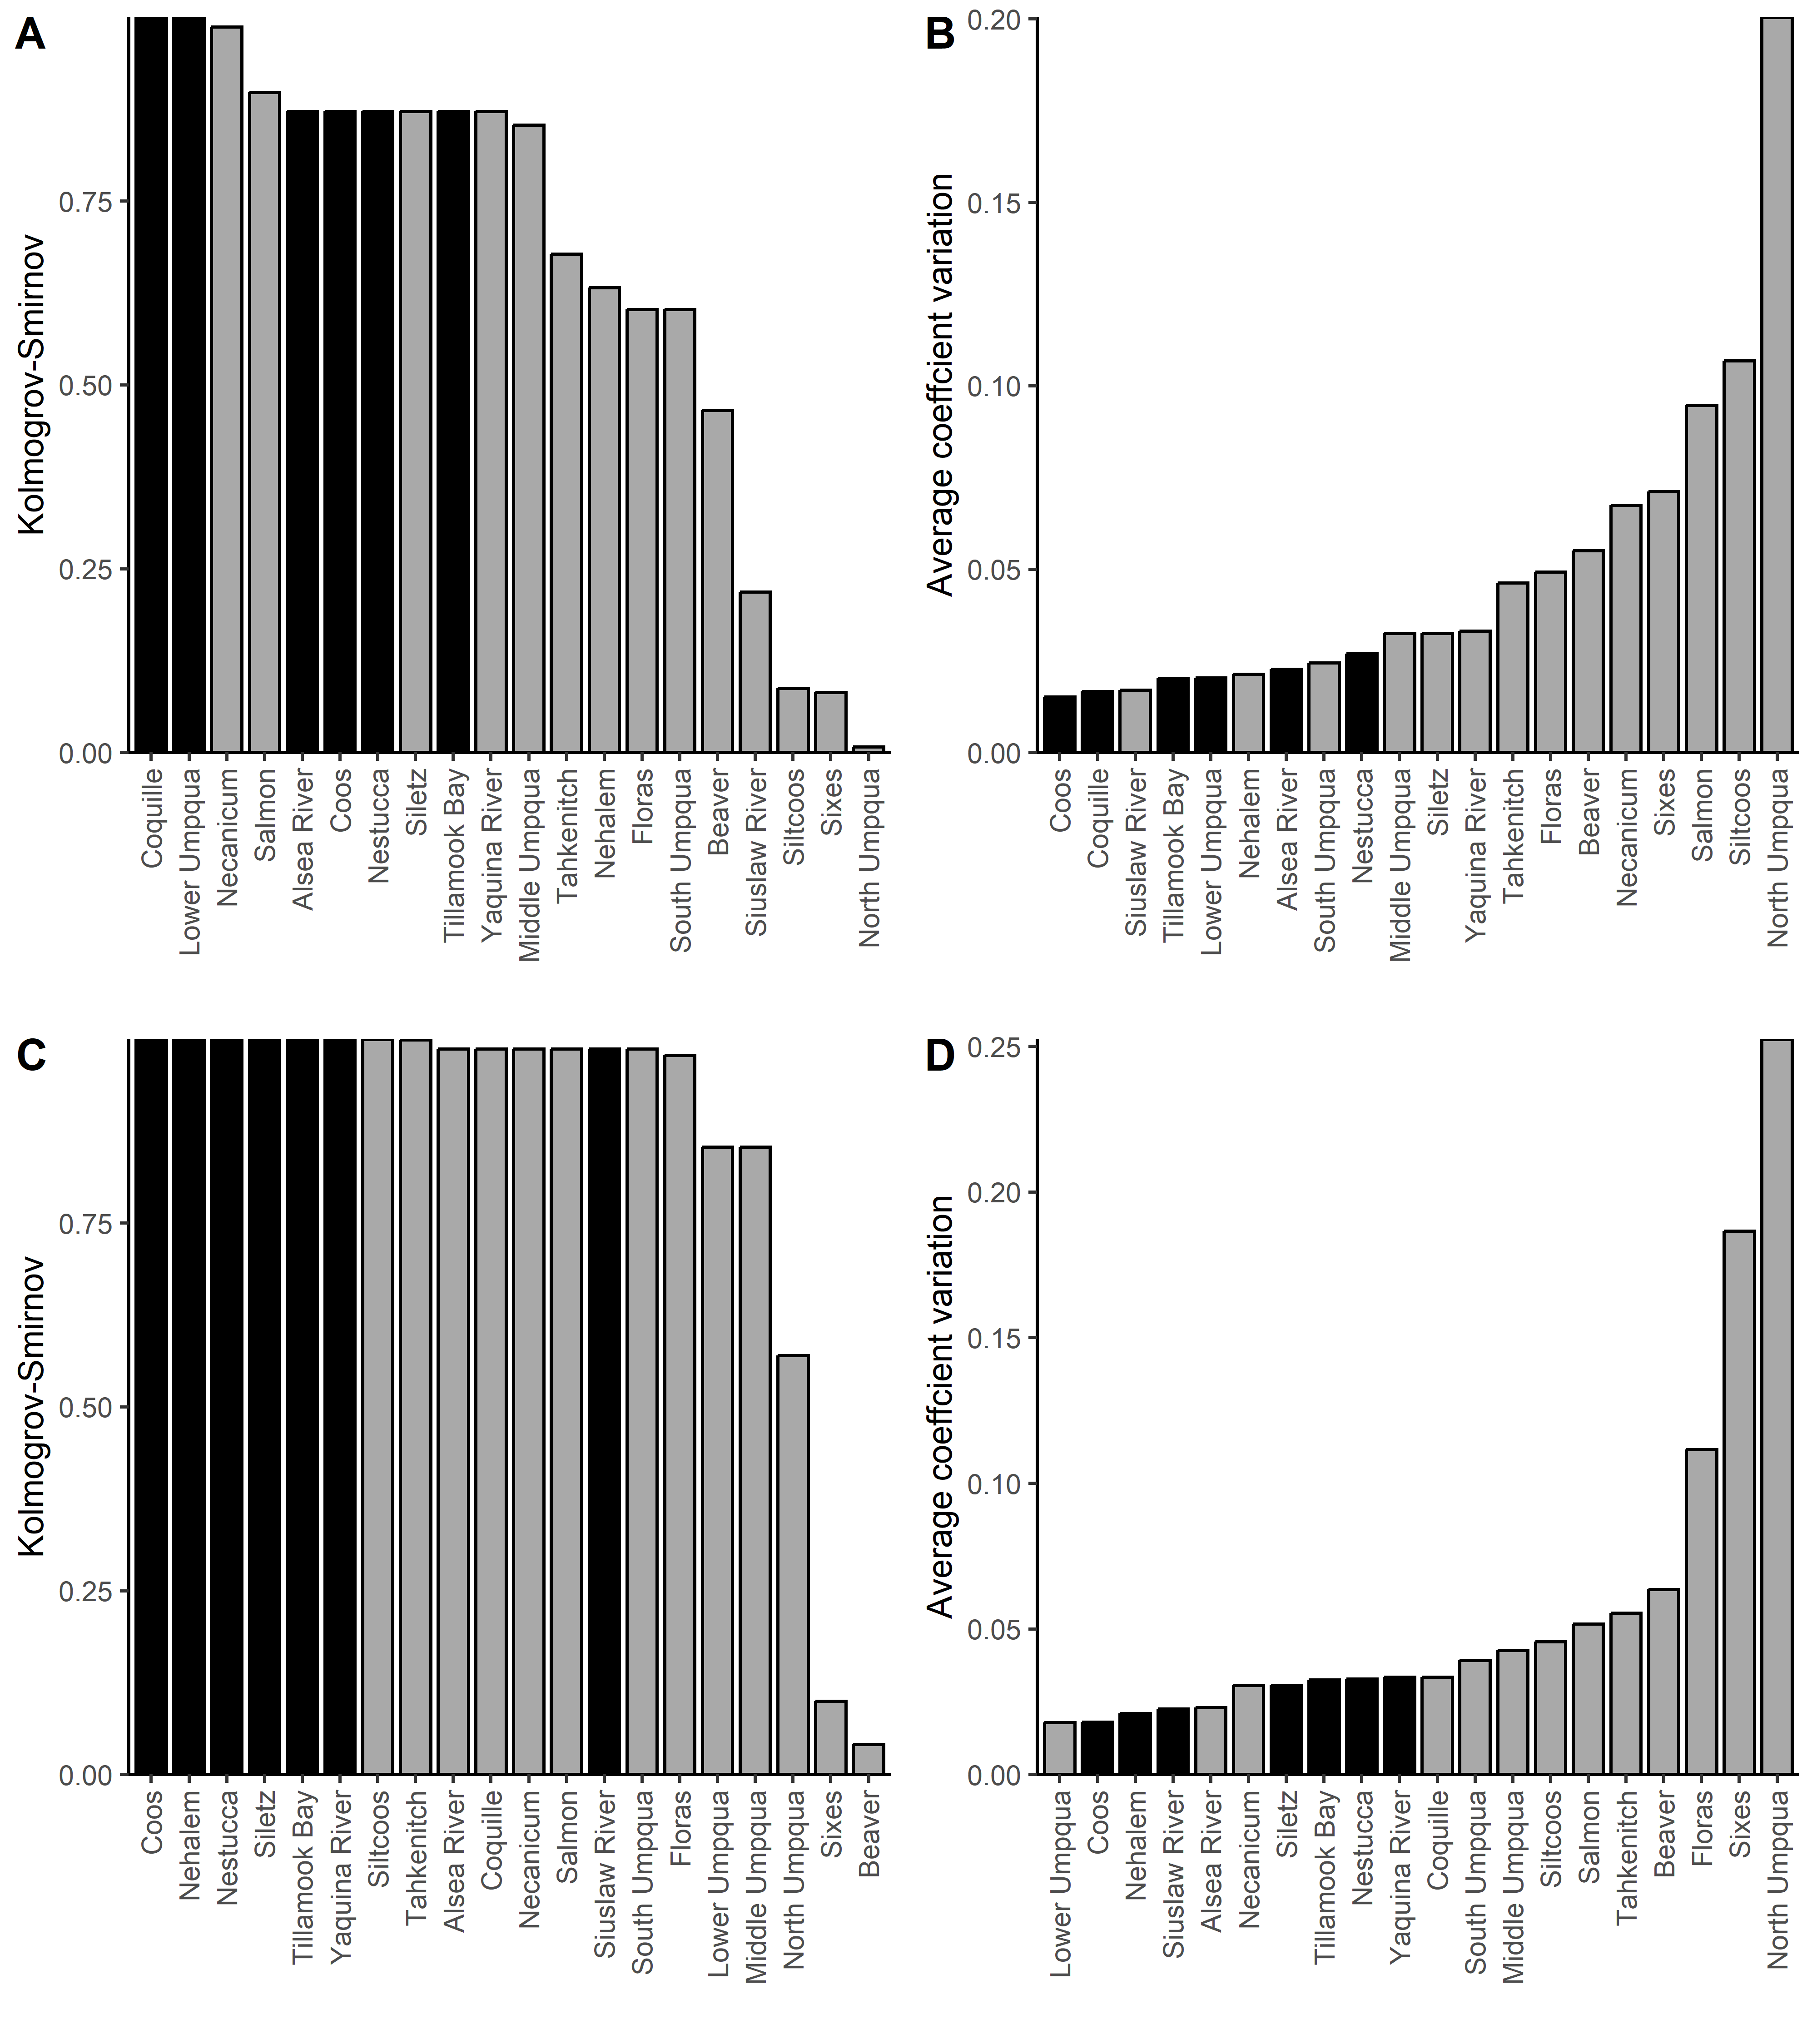 A
Kolmogrov-Smirnov
0.75
0.50
0.25
0.00
Coquille
Lower Umpqua
Necanicum
Salmon
Alsea River
Coos
Nestucca
Siletz
Tillamook Bay
Yaquina River
Middle Umpqua
Tahkenitch
Nehalem
Floras
South Umpqua
Beaver
Siuslaw River
Siltcoos
Sixes
North Umpqua
B
Average coeffcient variation
0.20
0.15
0.10
0.05
0.00
Coos
Coquille
Siuslaw River
Tillamook Bay
Lower Umpqua
Nehalem
Alsea River
South Umpqua
Nestucca
Middle Umpqua
Siletz
Yaquina River
Tahkenitch
Floras
Beaver
Necanicum
Sixes
Salmon
Siltcoos
North Umpqua
C
Kolmogrov-Smirnov
0.75
0.50
0.25
0.00
Coos
Nehalem
Nestucca
Siletz
Tillamook Bay
Yaquina River
Siltcoos
Tahkenitch
Alsea River
Coquille
Necanicum
Salmon
Siuslaw River
South Umpqua
Floras
Lower Umpqua
Middle Umpqua
North Umpqua
Sixes
Beaver
D
Average coeffcient variation
0.25
0.20
0.15
0.10
0.05
0.00
Lower Umpqua
Coos
Nehalem
Siuslaw River
Alsea River
Necanicum
Siletz
Tillamook Bay
Nestucca
Yaquina River
Coquille
South Umpqua
Middle Umpqua
Siltcoos
Salmon
Tahkenitch
Beaver
Floras
Sixes
North Umpqua